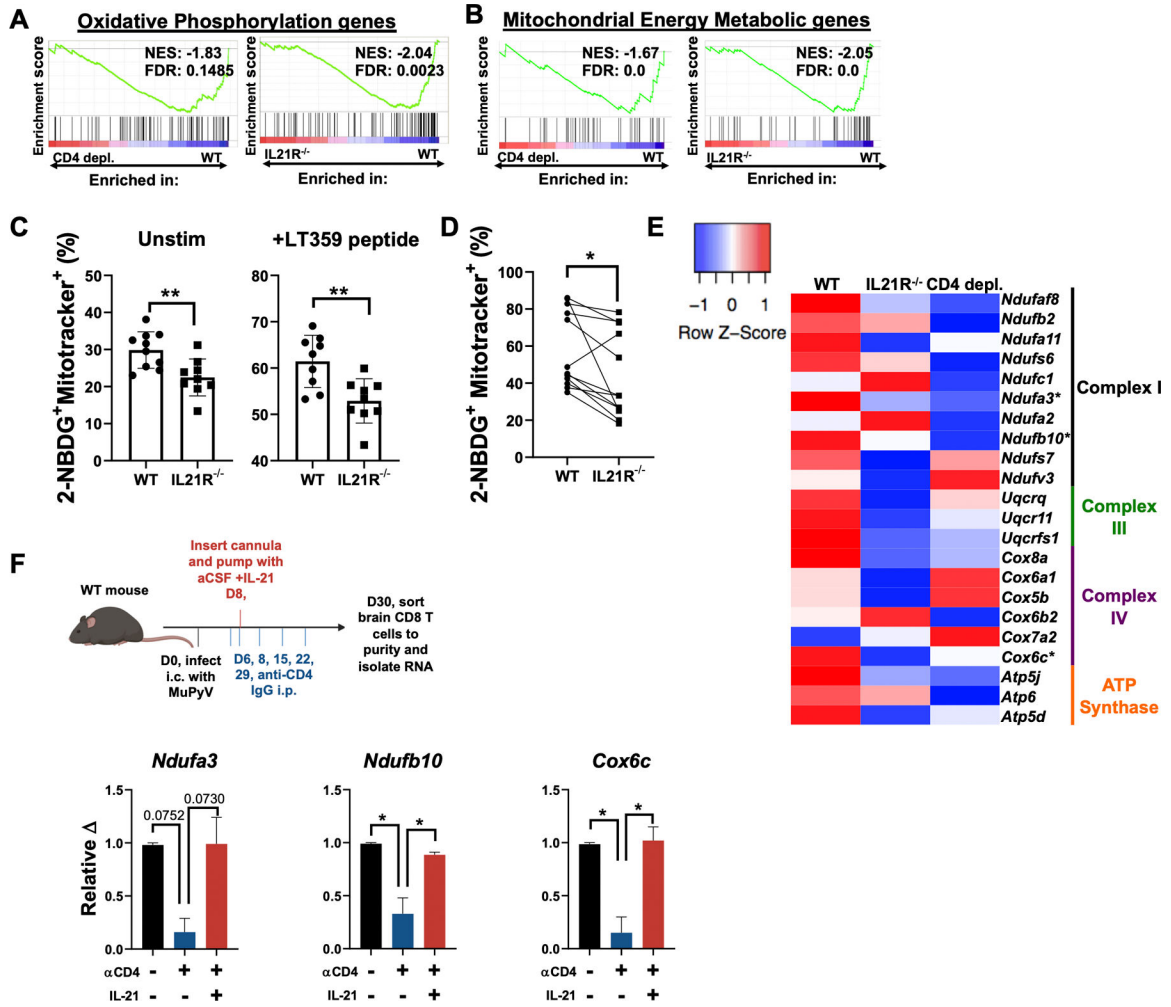 A
Oxidative Phosphorylation genes
Enrichment score
NES: -1.83
FDR: 0.1485
CD4 depl.
WT
Enriched in:
Enrichment score
NES: -2.04
FDR: 0.0023
IL21R-/-
WT
Enriched in:
B
Mitochondrial Energy Metabolic genes
Enrichment score
NES: -1.67
FDR: 0.0
CD4 depl.
WT
Enriched in:
Enrichment score
NES: -2.05
FDR: 0.0
IL21R-/-
WT
Enriched in:
C
2-NBDG+Mitotracker+ (%)
Unstim
**
50
40
30
20
10
0
WT
IL21R-/-
+LT359 peptide
**
80
70
60
50
40
WT
IL21R-/-
D
2-NBDG+Mitotracker+ (%)
*
100
80
60
40
20
0
WT
IL21R-/-
E
-1 0 1
Row Z-Score
WT IL21R-/- CD4 depl.
Ndufaf8
Ndufb2
Ndufa11
Ndufs6
Ndufc1
Ndufa3*
Ndufa2
Ndufb10*
Ndufs7
Ndufv3
Uqcrq
Uqcr11
Uqcrfs1
Cox8a
Cox6a1
Cox5b
Cox6b2
Cox7a2
Cox6c*
Atp5j
Atp6
Atp5d
Complex I
Complex
III
Complex
IV
ATP
Synthase
F
WT mouse
Insert cannula
and pump with
aCSF +IL-21
D8,
D0, infect
i.c. with
MuPyV
D6, 8, 15, 22,
29, anti-CD4
IgG i.p.
D30, sort
brain CD8 T
cells to
purity and
isolate RNA
Ndufa3
Relative Δ
1.5
1.0
0.5
0.0
0.0752
0.0730
αCD4 - + +
IL-21 - - +
Ndufb10
1.5
1.0
0.5
0.0
*
*
αCD4 - + +
IL-21 - - +
Cox6c
1.5
1.0
0.5
0.0
*
*
αCD4 - + +
IL-21 - - +